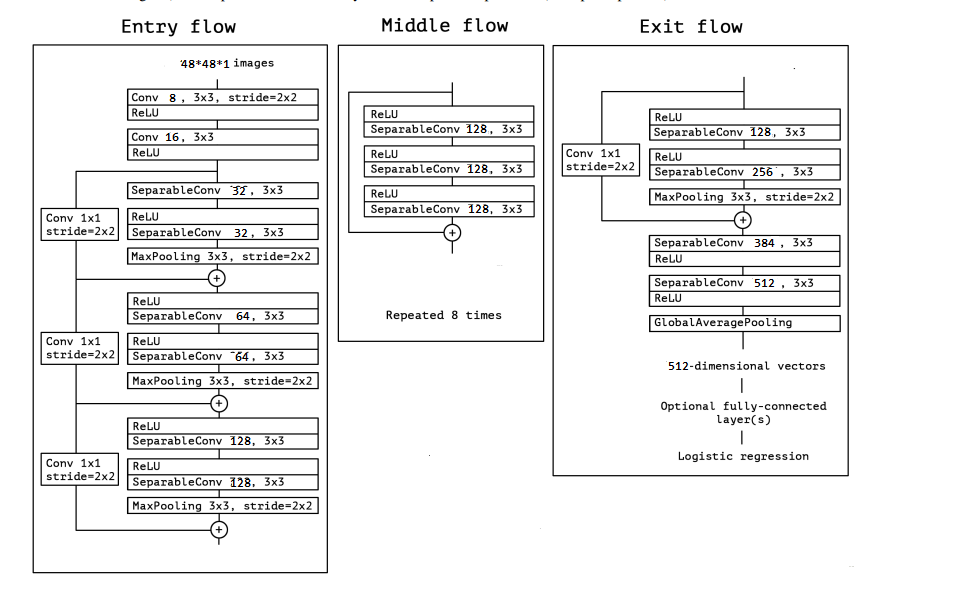 Entry flow
48*48*1 images
Conv 8 , 3x3, stride=2x2
ReLU
Conv 16, 3x3
ReLU
SeparableConv 32, 3x3
Conv 1x1
stride=2x2
ReLU
SeparableConv 32, 3x3
MaxPooling 3x3, stride=2x2
+
ReLU
SeparableConv 64, 3x3
Conv 1x1
stride=2x2
ReLU
SeparableConv 64, 3x3
MaxPooling 3x3, stride=2x2
+
ReLU
SeparableConv 128, 3x3
Conv 1x1
stride=2x2
ReLU
SeparableConv 128, 3x3
MaxPooling 3x3, stride=2x2
+
Middle flow
ReLU
SeparableConv 128, 3x3
ReLU
SeparableConv 128, 3x3
ReLU
SeparableConv 128, 3x3
+
Repeated 8 times
Exit flow
ReLU
SeparableConv 128, 3x3
Conv 1x1
stride=2x2
ReLU
SeparableConv 256 , 3x3
MaxPooling 3x3, stride=2x2
+
SeparableConv 384 , 3x3
ReLU
SeparableConv 512 , 3x3
ReLU
GlobalAveragePooling
512-dimensional vectors
Optional fully-connected
layer(s)
Logistic regression